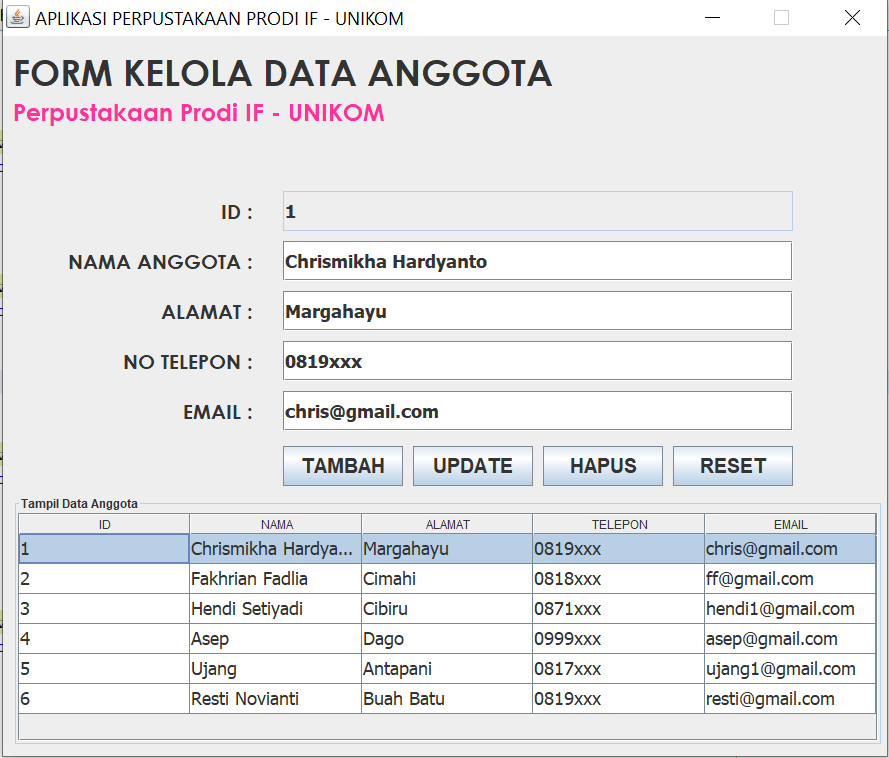 APLIKASI PERPUSTAKAAN PRODI IF - UNIKOM
FORM KELOLA DATA ANGGOTA
Perpustakaan Prodi IF - UNIKOM
ID : 1
NAMA ANGGOTA : Chrismikha Hardyanto
ALAMAT : Margahayu
NO TELEPON : 0819xxx
EMAIL : chris@gmail.com
TAMBAH UPDATE HAPUS RESET
Tampil Data Anggota
ID NAMA ALAMAT TELEPON EMAIL
1 Chrismikha Hardya... Margahayu 0819xxx chris@gmail.com
2 Fakhrian Fadlia Cimahi 0818xxx ff@gmail.com
3 Hendi Setiyadi Cibiru 0871xxx hendi1@gmail.com
4 Asep Dago 0999xxx asep@gmail.com
5 Ujang Antapani 0817xxx ujang1@gmail.com
6 Resti Novianti Buah Batu 0819xxx resti@gmail.com